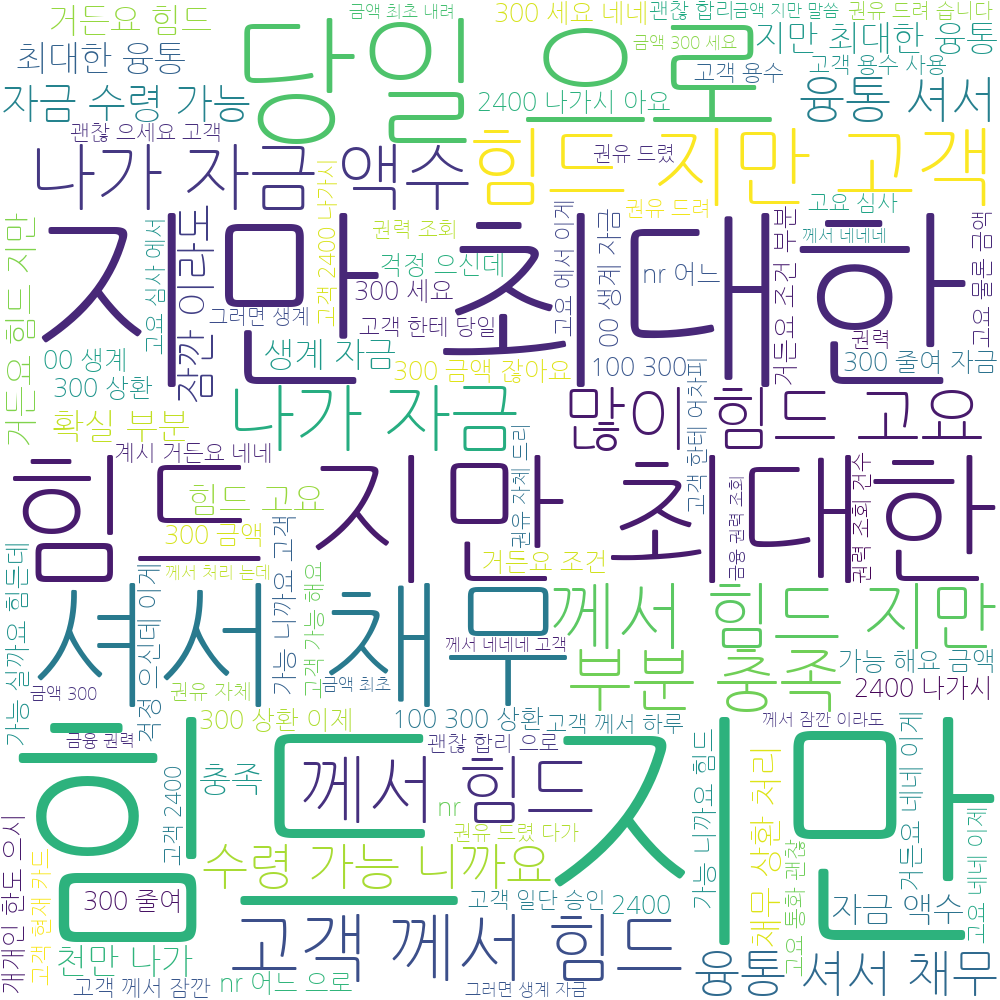 금액 최초 내려
300 세요 네네
괜찮 합리
금액 지만 말씀
권유 드려 습니다
거든요 힘드
당일 으로
금액 300 세요
지만 최대한 융통
최대한 융통
고객 용수
고객 용수 사용
자금 수령 가능
2400 나가시 아요
융통 셔서
괜찮 으세요 고객
나가 자금
액수
힘드 지만 고객
권유 드렸
고객 2400 나가시
권유 드려
고요 심사
거든요 힘드 지만
고요 심사 에서
잠깐 이라도
지만 최대한
권력 조회
걱정 으신데
300 세요
고요 에서 이게
00 생계 자금
nr 어느
거든요 조건 부분
께서 네네네
고요 물론 금액
그러면 생계
고객 한테 당일
권력
00 생계
생계 자금
300 상환
300 금액 잖아요
100 300
300 줄여 자금
확실 부분
나가 자금
많이 힘드 고요
고객 한테 어차피
계시 거든요 네네
힘드 지만 최대한
힘드 고요
권유 자체 드리
금융 권력 조회
권력 조회 건수
300 금액
거든요 조건
가능 실까요 힘든데
께서 처리 는데
걱정 으신데 이게
셔서 채무
가능 니까요 고객
고객 가능 해요
께서 힘드 지만
께서 네네네 고객
부분 충족
가능 해요 금액
금액 300
권유 자체
금액 최초
2400 나가시
300 상환 이제
100 300 상환
고객 께서 하루
께서 잠깐 이라도
금융 권력
괜찮 합리 으로
힘드 지만
충족
께서 힘드
고객 2400
nr
권유 드렸 다가
가능 니까요 힘드
채무 상환 처리
고요 통화 괜찮
거든요 네네 이게
고요 네네 이제
개개인 한도 으시
고객 현재 카드
수령 가능 니까요
300 줄여
고객 일단 승인
2400
자금 액수
고객 께서 힘드
천만 나가
융통 셔서 채무
고객 께서 잠깐
nr 어느 으로
그러면 생계 자금